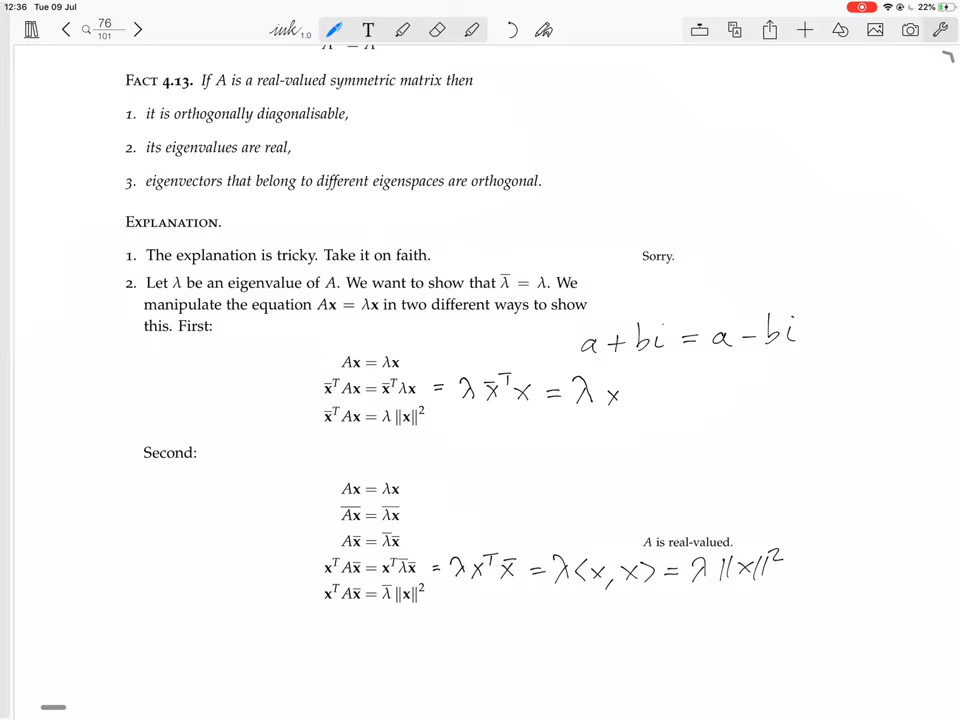 12:36 Tue 09 Jul 22%
76
101
ink 1.0 T
FACT 4.13. If A is a real-valued symmetric matrix then
1. it is orthogonally diagonalisable,
2. its eigenvalues are real,
3. eigenvectors that belong to different eigenspaces are orthogonal.
EXPLANATION.
1. The explanation is tricky. Take it on faith. Sorry.
2. Let λ be an eigenvalue of A. We want to show that λ̅ = λ. We
manipulate the equation Ax = λx in two different ways to show
this. First:
a + bi = a − bi
Ax = λx
x̅ᵀAx = x̅ᵀλx = λ x̅ᵀx = λ x
x̅ᵀAx = λ ‖x‖²
Second:
Ax = λx
A̅x̅ = λ̅x̅
Ax̅ = λ̅x̅ A is real-valued.
xᵀAx̅ = xᵀλ̅x̅ = λ xᵀx̅ = λ<x, x> = λ ||x||²
xᵀAx̅ = λ̅ ‖x‖²